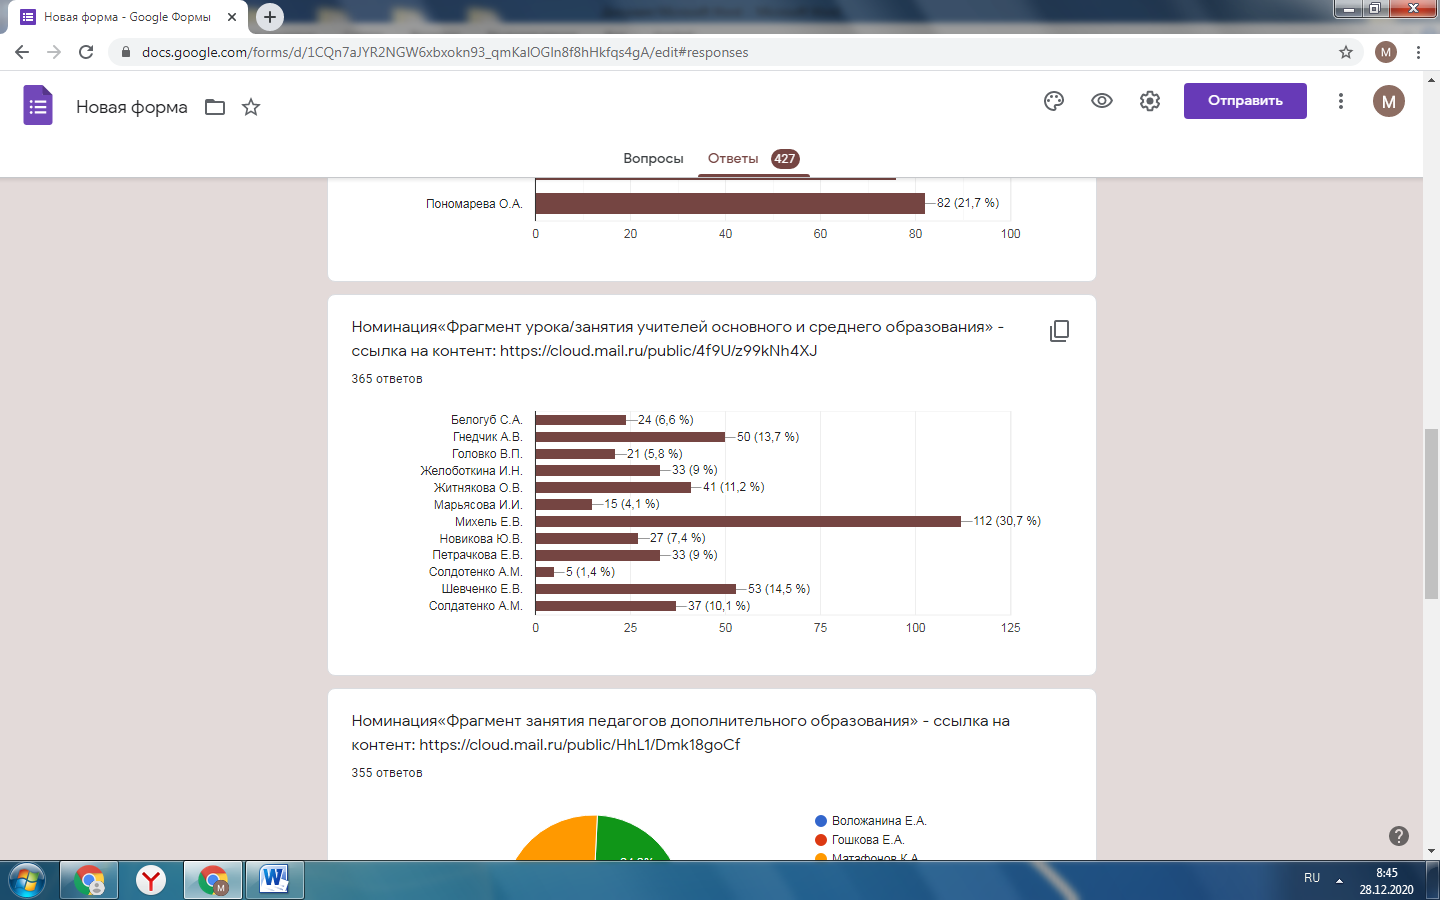 Новая форма - Google Формы
docs.google.com/forms/d/1CQn7aJYR2NGW6xbxokn93_qmKalOGln8f8hHkfqs4gA/edit#responses
M
Новая форма
Отправить
M
Вопросы
Ответы 427
Пономарева О.А.
82 (21,7 %)
0 20 40 60 80 100
Номинация«Фрагмент урока/занятия учителей основного и среднего образования» -
ссылка на контент: https://cloud.mail.ru/public/4f9U/z99kNh4XJ
365 ответов
Белогуб С.А. 24 (6,6 %)
Гнедчик А.В. 50 (13,7 %)
Головко В.П. 21 (5,8 %)
Желоботкина И.Н. 33 (9 %)
Житнякова О.В. 41 (11,2 %)
Марьясова И.И. 15 (4,1 %)
Михель Е.В. 112 (30,7 %)
Новикова Ю.В. 27 (7,4 %)
Петрачкова Е.В. 33 (9 %)
Солдотенко А.М. 5 (1,4 %)
Шевченко Е.В. 53 (14,5 %)
Солдатенко А.М. 37 (10,1 %)
0 25 50 75 100 125
Номинация«Фрагмент занятия педагогов дополнительного образования» - ссылка на
контент: https://cloud.mail.ru/public/HhL1/Dmk18goCf
355 ответов
Воложанина Е.А.
Гошкова Е.А.
Матафонов К.А.
RU
8:45
28.12.2020